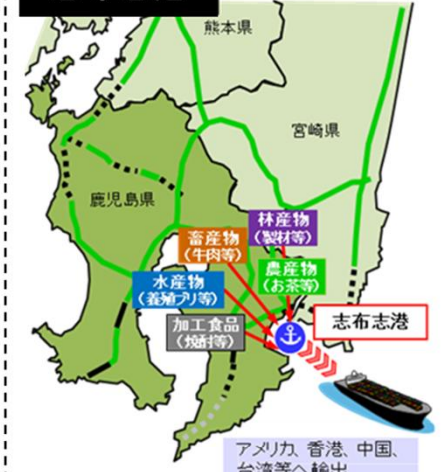 熊本県
宮崎県
鹿児島県
林産物
(製材等)
畜産物
(牛肉等)
農産物
(お茶等)
水産物
(養殖ブリ等)
加工食品
(焼酎等)
志布志港
アメリカ、香港、中国、
台湾等へ輸出